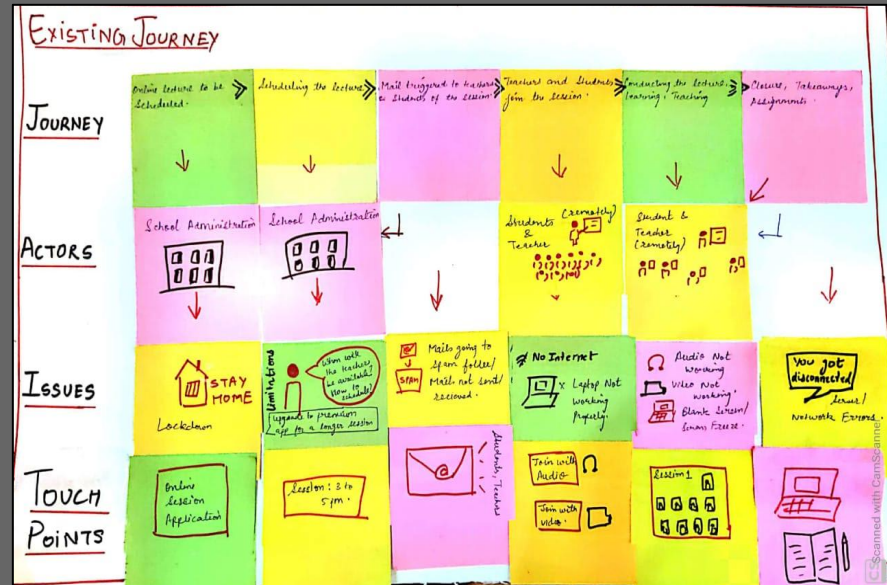 EXISTING JOURNEY
JOURNEY
Online lecture to be
Scheduled.
Scheduling the lecture
Mail triggered to teachers
& Students of the Session.
Teachers and Students
join the Session.
Conducting the lecture,
Learning, Teaching
Closure, Takeaways,
Assignments.
ACTORS
School Administration
School Administration
Students (remotely)
&
Teacher
Student &
Teacher
(remotely)
ISSUES
STAY
HOME
Lockdown
Limitations
When will
the teachers
be available?
How to
schedule?
upgrade to premium
app for a longer session
SPAM
Mails going to
spam folder/
Mails not sent/
recieved.
No Internet
x Laptop Not
Working
Properly.
Audio Not
Working
Video Not
working.
Blank Screen/
Screen Freeze.
You got
disconnected
Server/
Network Errors.
TOUCH
POINTS
Online
Session
Application
Session: 3 to
5 pm.
@
Students, Teachers
Join with
Audio
Join with
video.
Session 1
CS Scanned with CamScanner